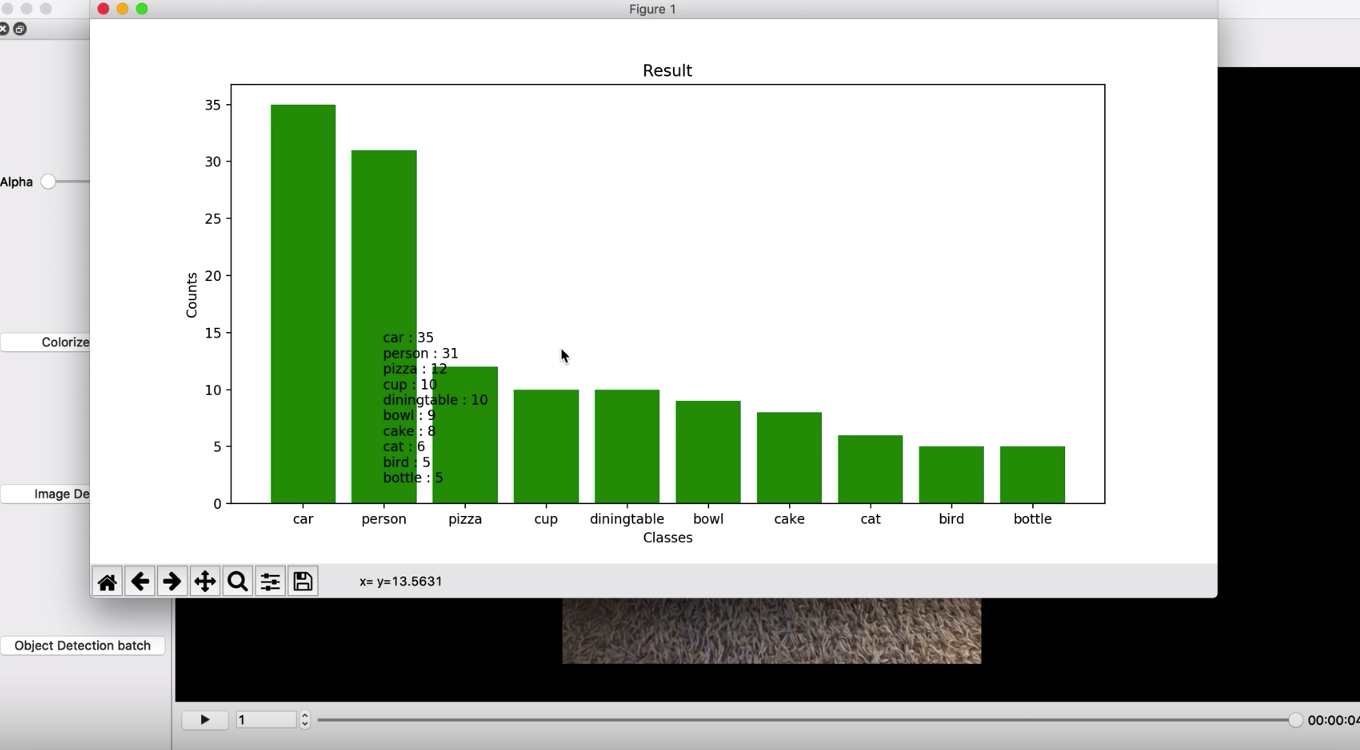 Figure 1
Result
35
30
25
20
15
10
5
0
Counts
car : 35
person : 31
pizza : 12
cup : 10
diningtable : 10
bowl : 9
cake : 8
cat : 6
bird : 5
bottle : 5
car person pizza cup diningtable bowl cake cat bird bottle
Classes
x= y=13.5631
Alpha
Colorize
Image De
Object Detection batch
1
00:00:04